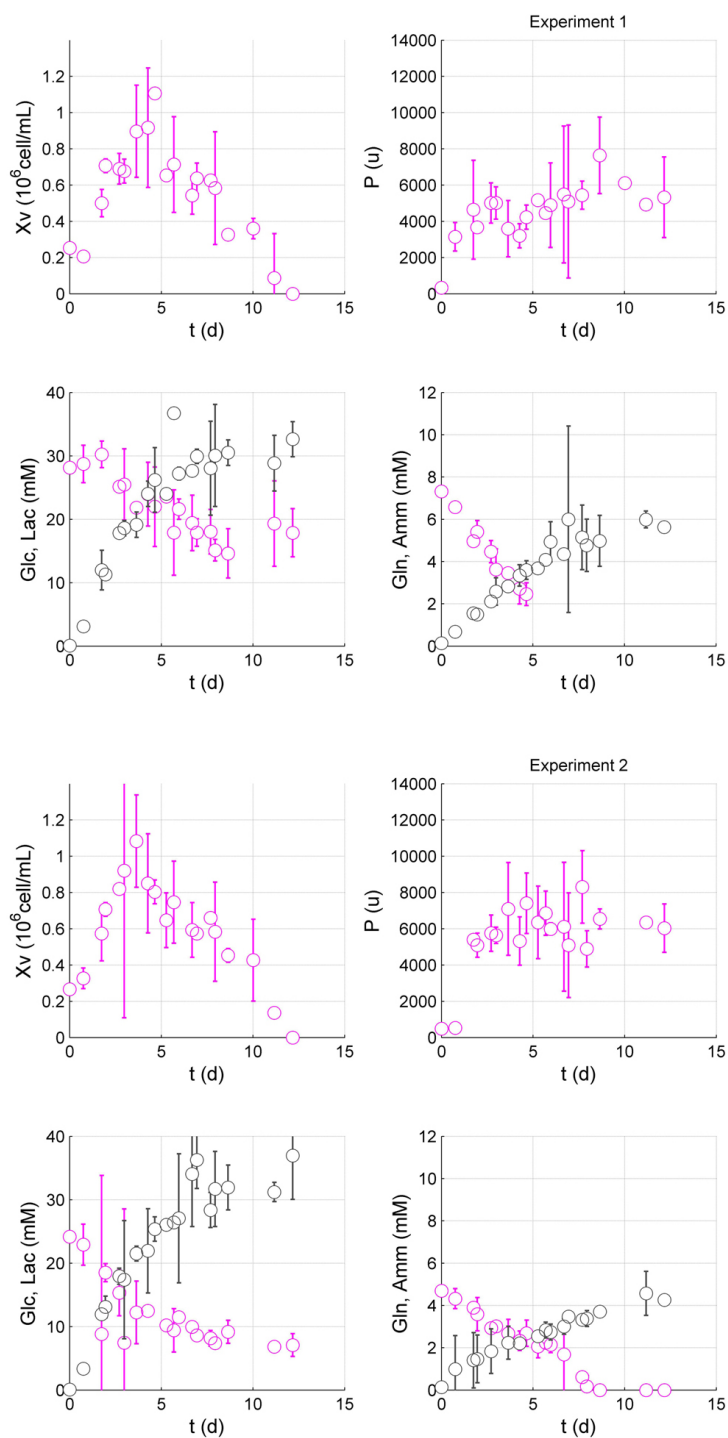 Experiment 1
1.2
1
0.8
0.6
0.4
0.2
0
0 5 10 15
Xv (10⁶cell/mL)
t (d)
14000
12000
10000
8000
6000
4000
2000
0
0 5 10 15
P (u)
t (d)
40
30
20
10
0
0 5 10 15
Glc, Lac (mM)
t (d)
12
10
8
6
4
2
0
0 5 10 15
Gln, Amm (mM)
t (d)
Experiment 2
1.2
1
0.8
0.6
0.4
0.2
0
0 5 10 15
Xv (10⁶cell/mL)
t (d)
14000
12000
10000
8000
6000
4000
2000
0
0 5 10 15
P (u)
t (d)
40
30
20
10
0
0 5 10 15
Glc, Lac (mM)
t (d)
12
10
8
6
4
2
0
0 5 10 15
Gln, Amm (mM)
t (d)